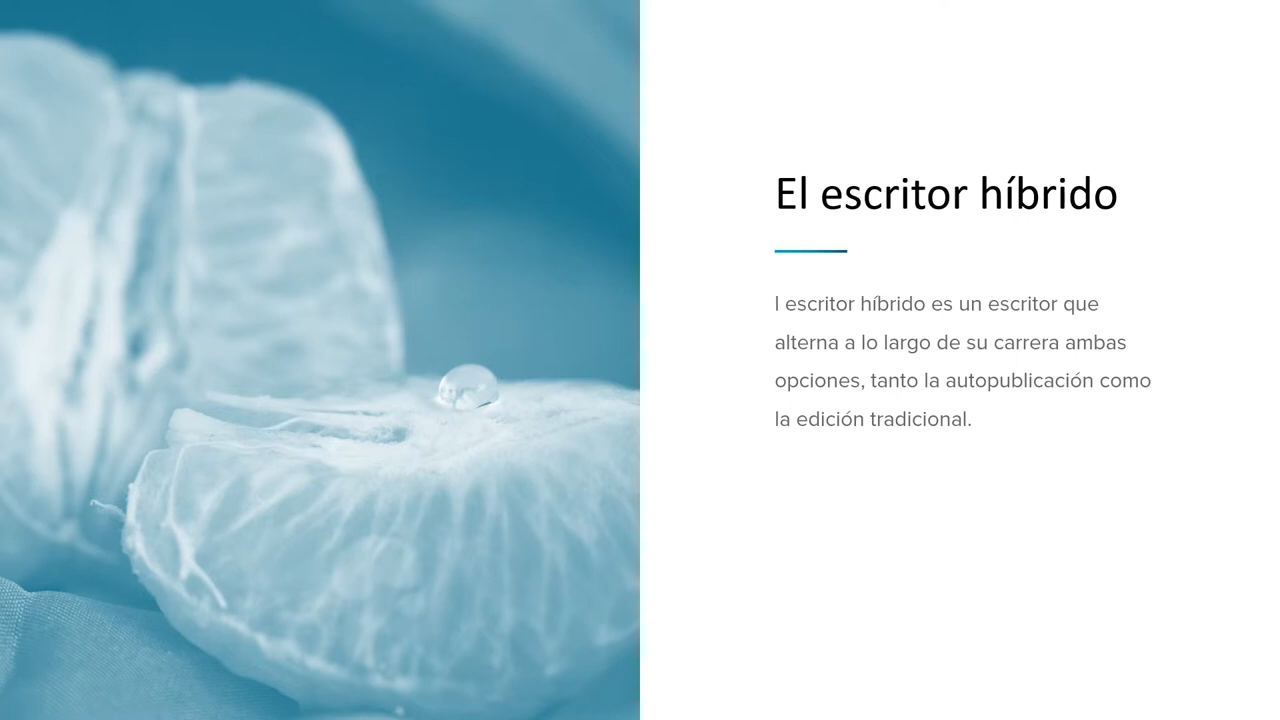 El escritor híbrido
l escritor híbrido es un escritor que
alterna a lo largo de su carrera ambas
opciones, tanto la autopublicación como
la edición tradicional.